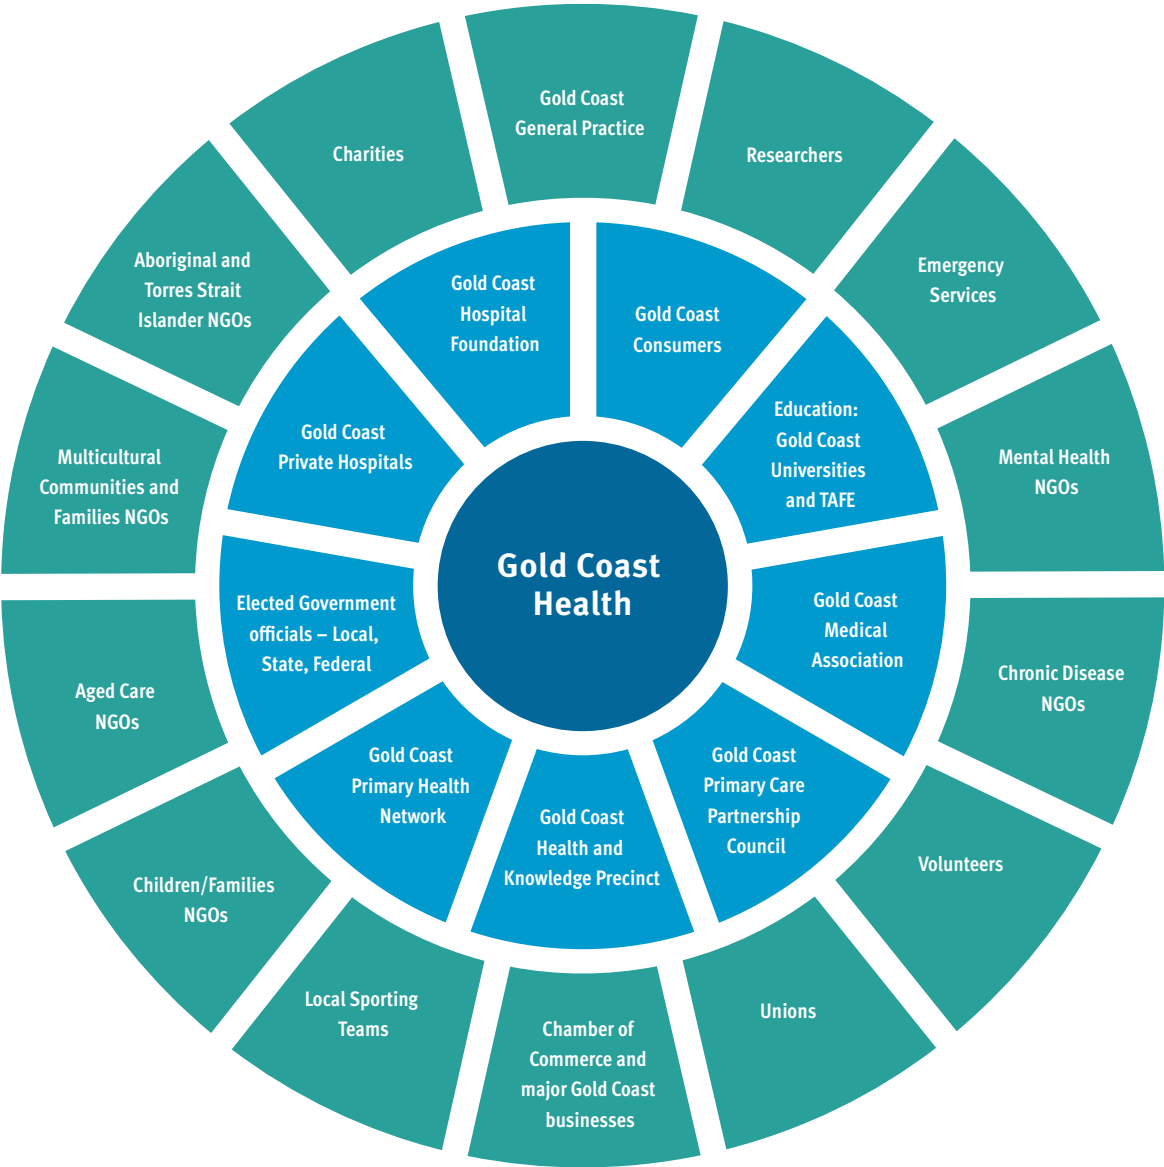 Gold Coast
General Practice
Researchers
Emergency
Services
Mental Health
NGOs
Chronic Disease
NGOs
Volunteers
Unions
Chamber of
Commerce and
major Gold Coast
businesses
Local Sporting
Teams
Children/Families
NGOs
Aged Care
NGOs
Multicultural
Communities and
Families NGOs
Aboriginal and
Torres Strait
Islander NGOs
Charities
Gold Coast
Consumers
Education:
Gold Coast
Universities
and TAFE
Gold Coast
Medical
Association
Gold Coast
Primary Care
Partnership
Council
Gold Coast
Health and
Knowledge Precinct
Gold Coast
Primary Health
Network
Elected Government
officials – Local,
State, Federal
Gold Coast
Private Hospitals
Gold Coast
Hospital
Foundation
Gold Coast
Health